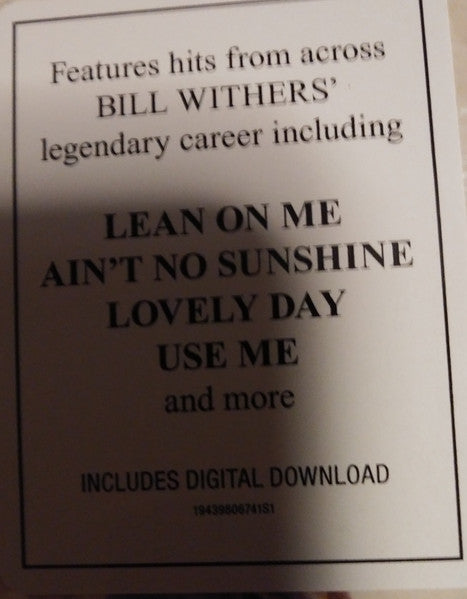 Features hits from across
BILL WITHERS'
legendary career including
LEAN ON ME
AIN'T NO SUNSHINE
LOVELY DAY
USE ME
and more
INCLUDES DIGITAL DOWNLOAD
19439806741S1